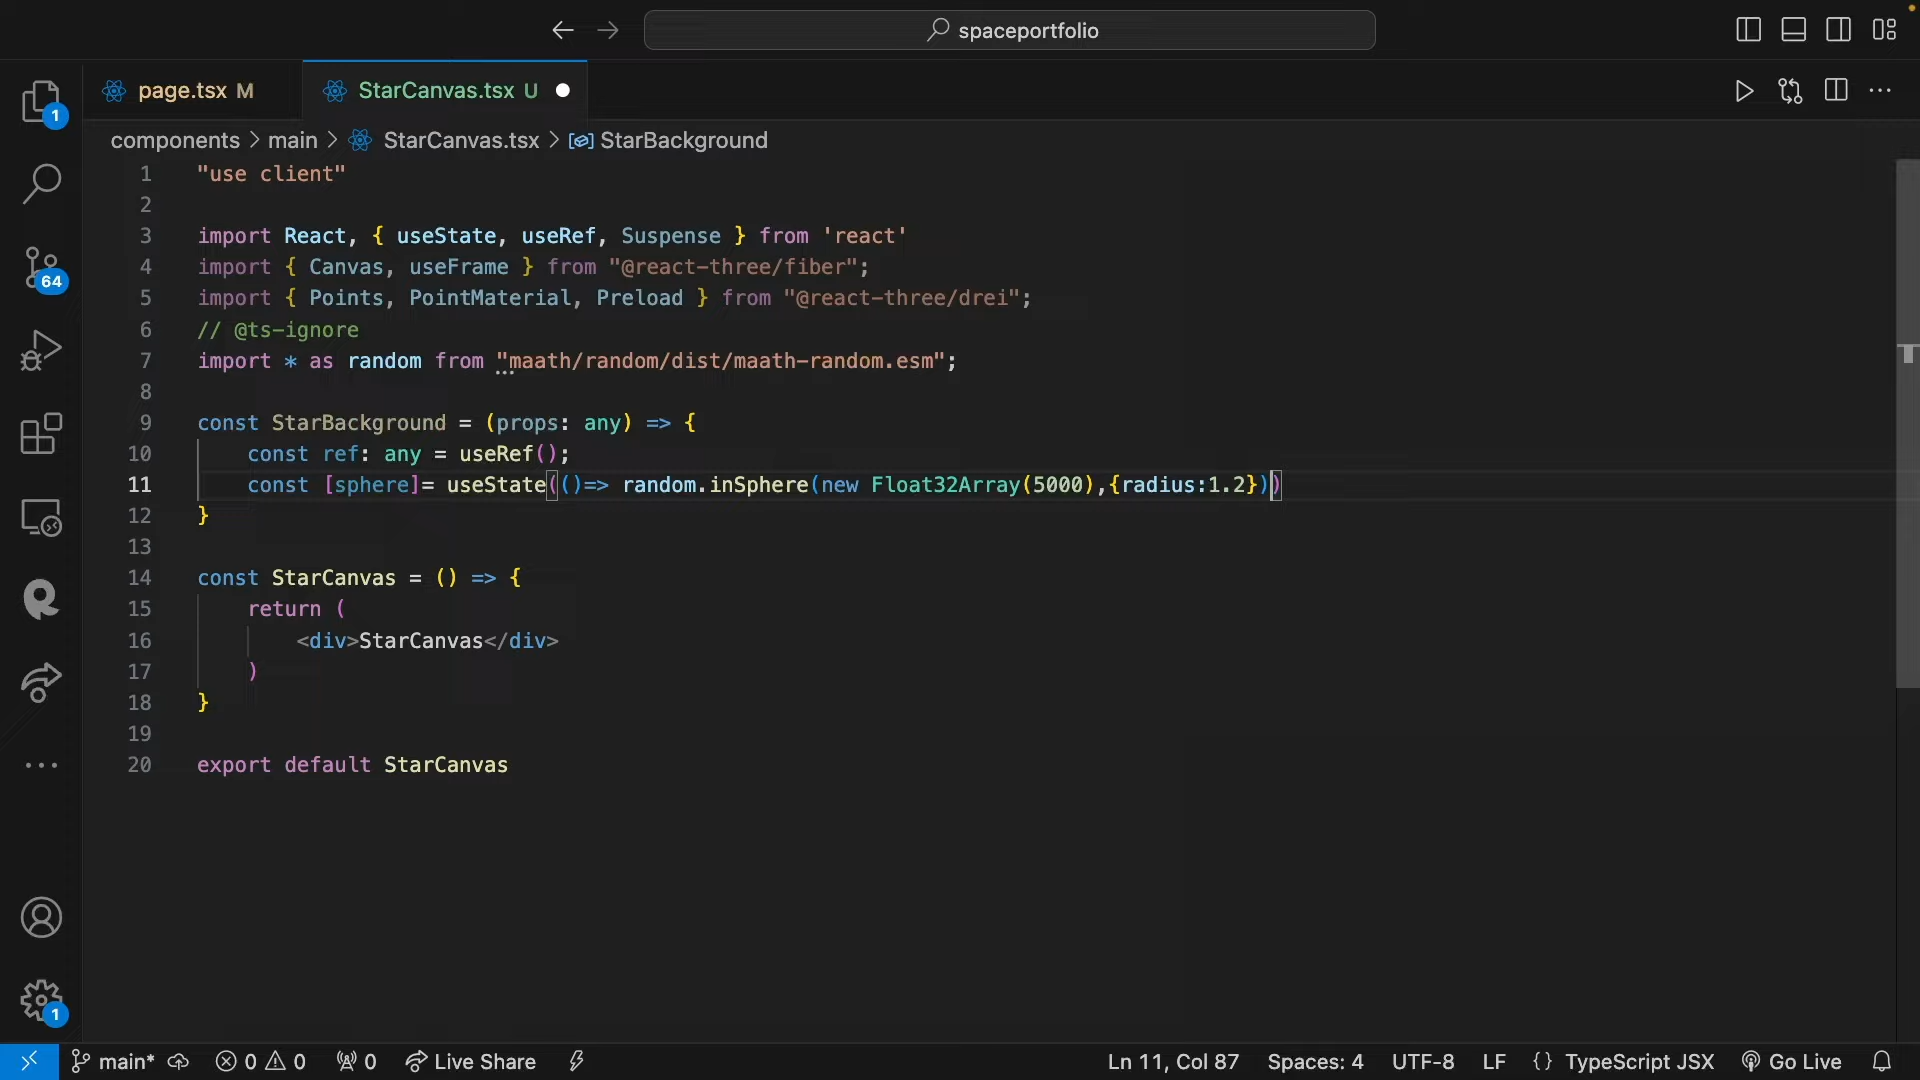 spaceportfolio
page.tsx M
StarCanvas.tsx U
components > main > StarCanvas.tsx > StarBackground
1 "use client"
2
3 import React, { useState, useRef, Suspense } from 'react'
4 import { Canvas, useFrame } from "@react-three/fiber";
5 import { Points, PointMaterial, Preload } from "@react-three/drei";
6 // @ts-ignore
7 import * as random from "maath/random/dist/maath-random.esm";
8
9 const StarBackground = (props: any) => {
10 const ref: any = useRef();
11 const [sphere]= useState(()=> random.inSphere(new Float32Array(5000),{radius:1.2}))
12 }
13
14 const StarCanvas = () => {
15 return (
16 <div>StarCanvas</div>
17 )
18 }
19
20 export default StarCanvas
1
64
1
main* 0 0 0 Live Share Ln 11, Col 87 Spaces: 4 UTF-8 LF {} TypeScript JSX Go Live